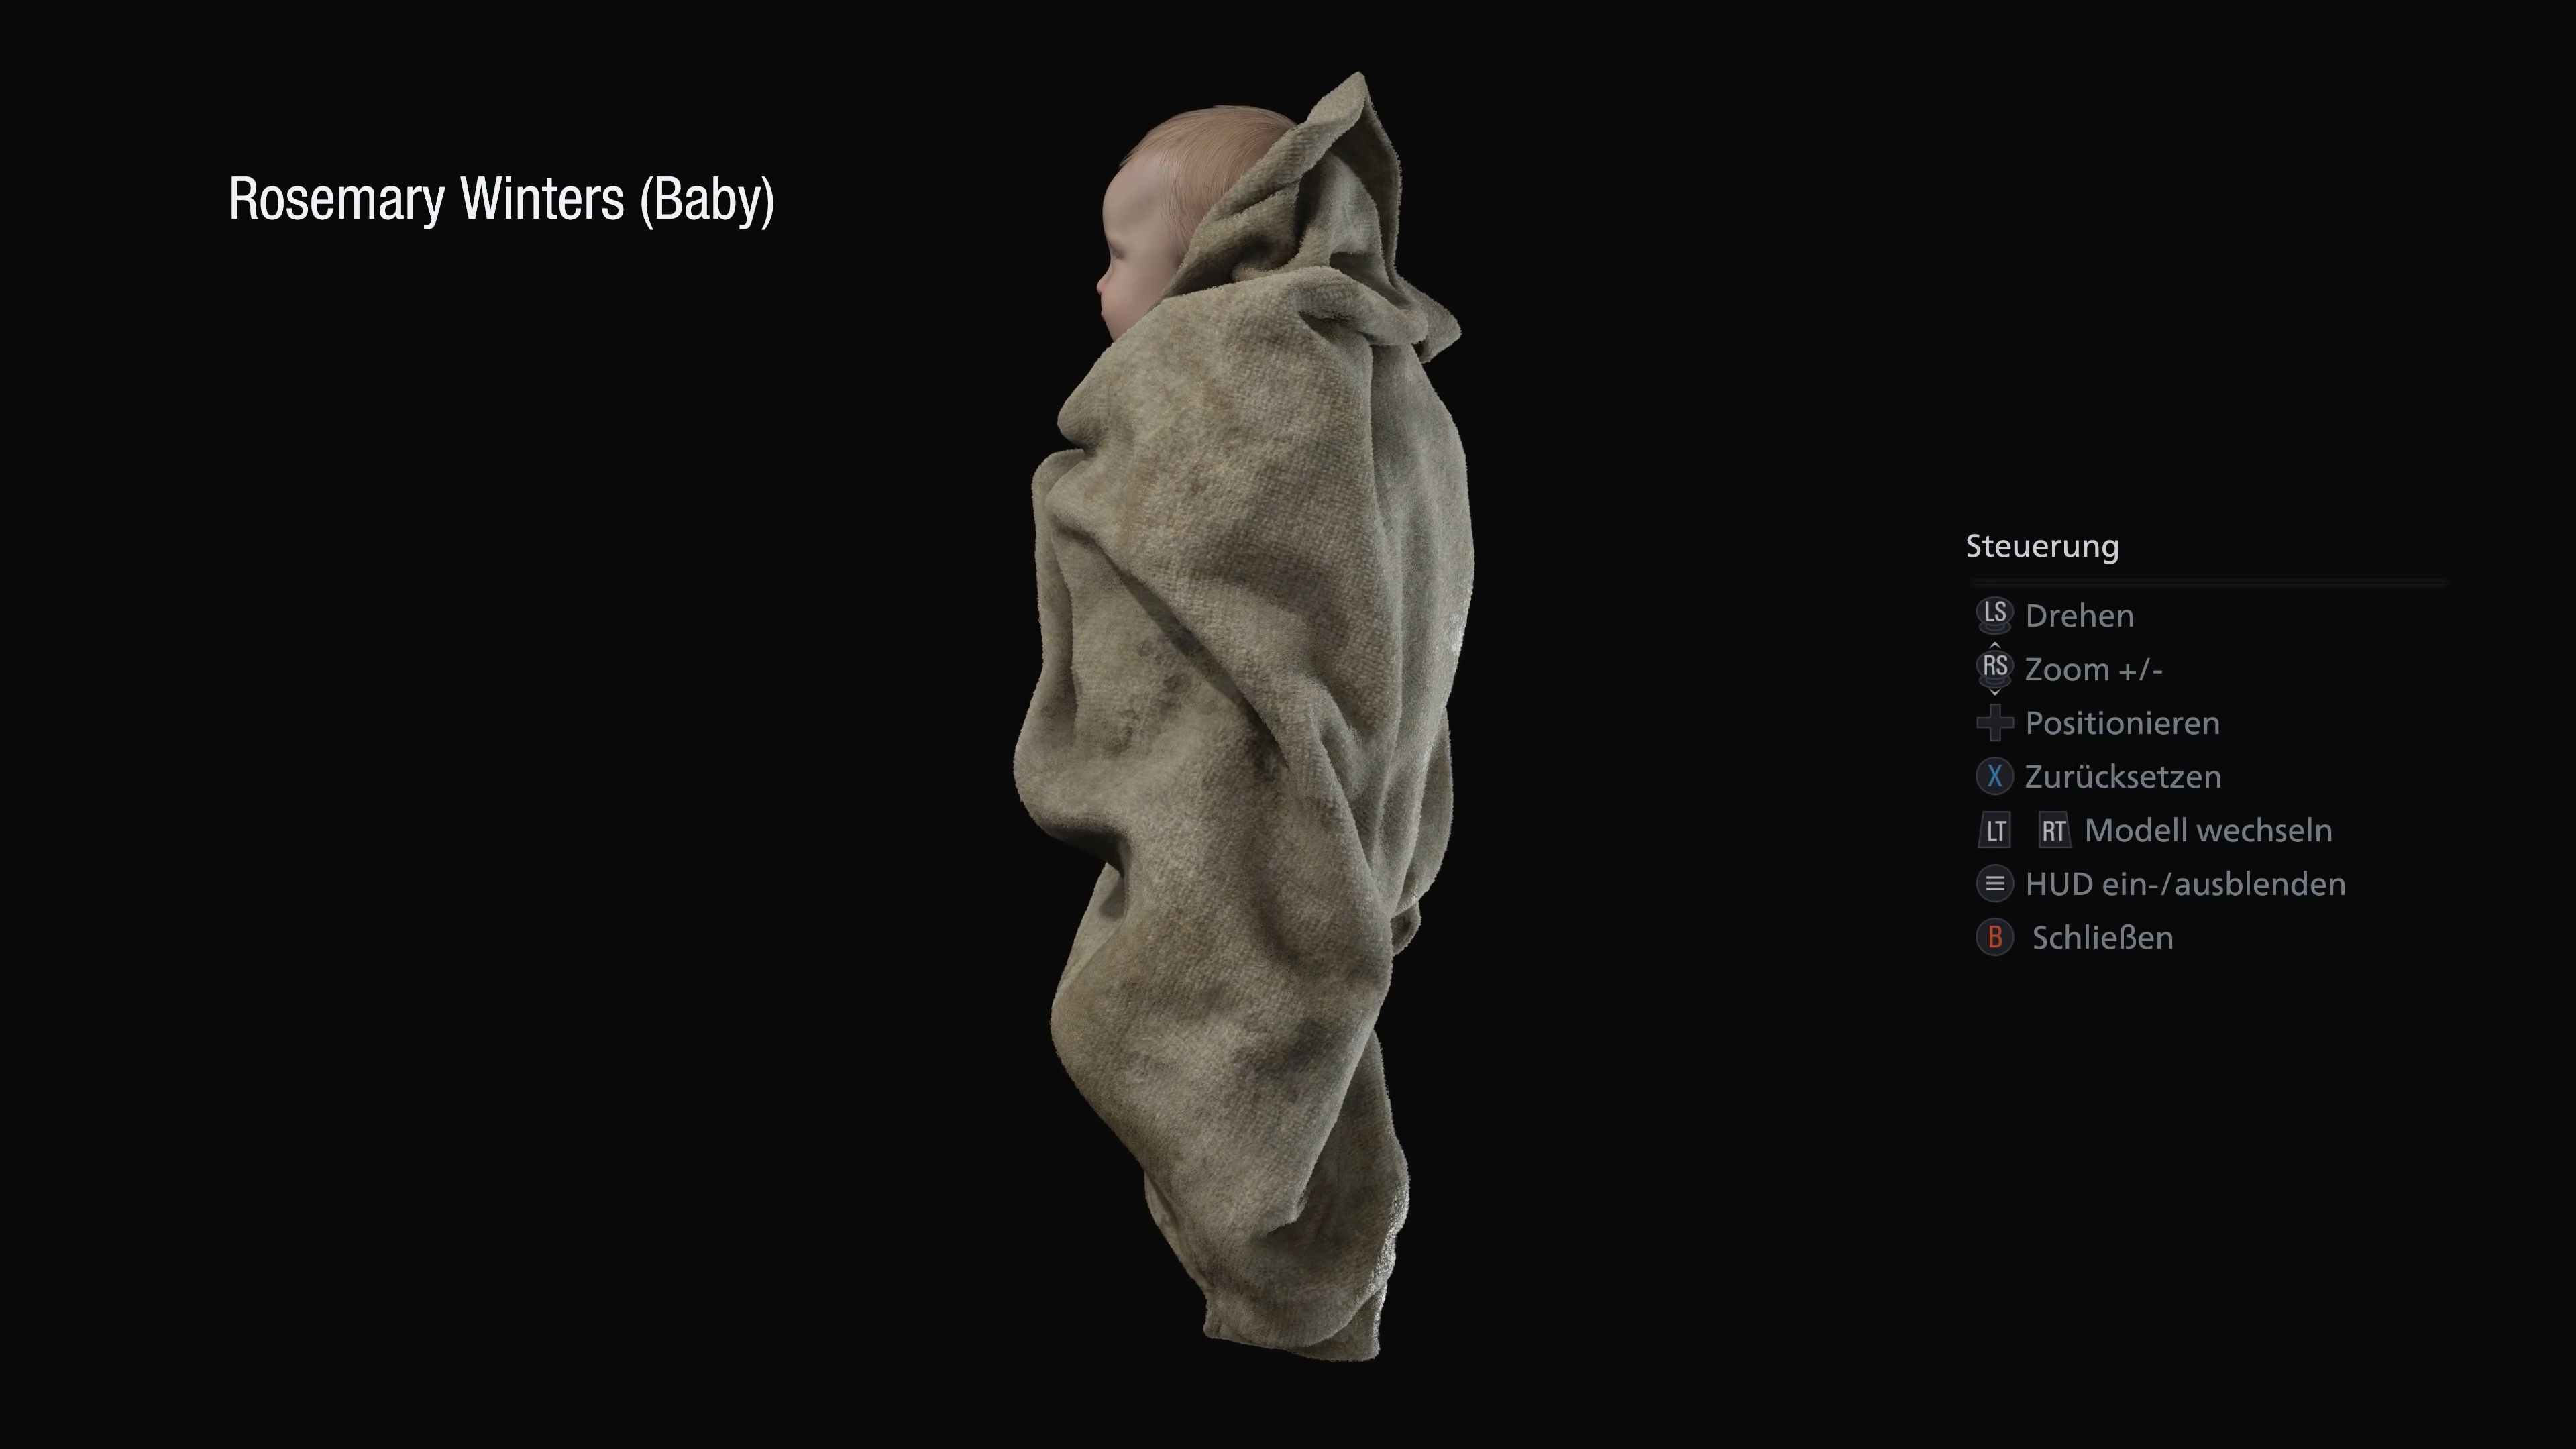 Rosemary Winters (Baby)
Steuerung
LS Drehen
RS Zoom +/-
Positionieren
X Zurücksetzen
LT RT Modell wechseln
HUD ein-/ausblenden
B Schließen